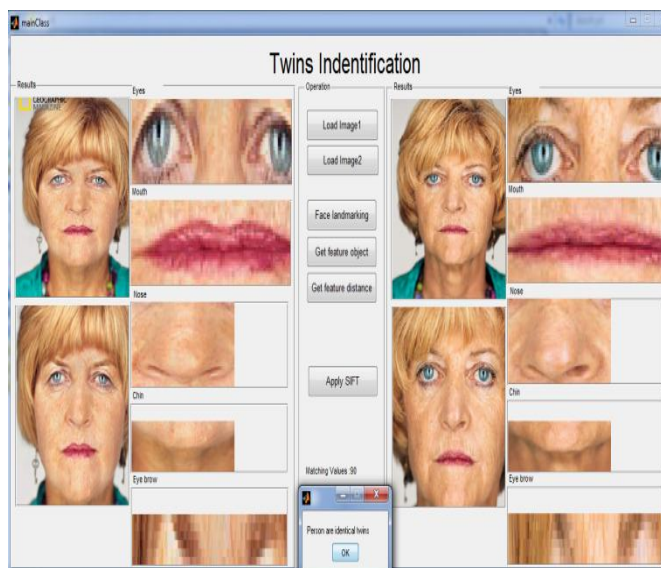 mainClass
Twins Indentification
Results
Eyes
GEOGRAPHIC
MAGAZINE
Mouth
Nose
Chin
Eye brow
Operation
Load Image1
Load Image2
Face landmarking
Get feature object
Get feature distance
Apply SIFT
Matching Values :90
Person are identical twins
OK
Results
Eyes
Mouth
Nose
Chin
Eye brow